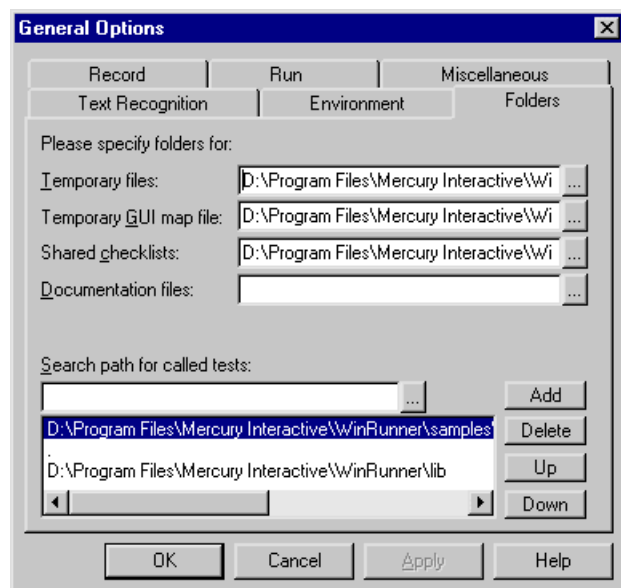 General Options
Record Run Miscellaneous
Text Recognition Environment Folders
Please specify folders for:
Temporary files: D:\Program Files\Mercury Interactive\Wi ...
Temporary GUI map file: D:\Program Files\Mercury Interactive\Wi ...
Shared checklists: D:\Program Files\Mercury Interactive\Wi ...
Documentation files: ...
Search path for called tests:
... Add
D:\Program Files\Mercury Interactive\WinRunner\samples\ Delete
.
D:\Program Files\Mercury Interactive\WinRunner\lib Up
Down
OK Cancel Apply Help